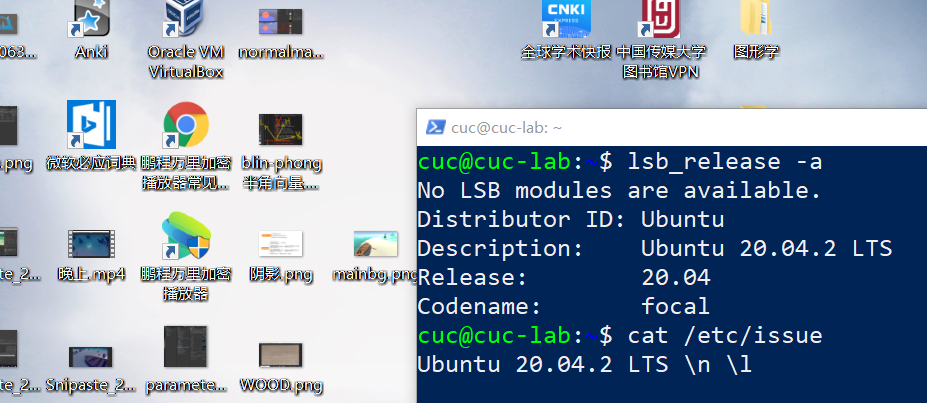 063...
Anki
Oracle VM
VirtualBox
normalma...
CNKI
EXPRESS
全球学术快报
中国传媒大学
图书馆VPN
图形学
.png
微软必应词典
鹏程万里加密
播放器常见...
blin-phong
半角向量....
te_2...
晚上.mp4
鹏程万里加密
播放器
阴影.png
mainbg.png
ste_2...
Snipaste_2...
paramete...
WOOD.png
cuc@cuc-lab: ~
cuc@cuc-lab:~$ lsb_release -a
No LSB modules are available.
Distributor ID: Ubuntu
Description:    Ubuntu 20.04.2 LTS
Release:        20.04
Codename:       focal
cuc@cuc-lab:~$ cat /etc/issue
Ubuntu 20.04.2 LTS \n \l